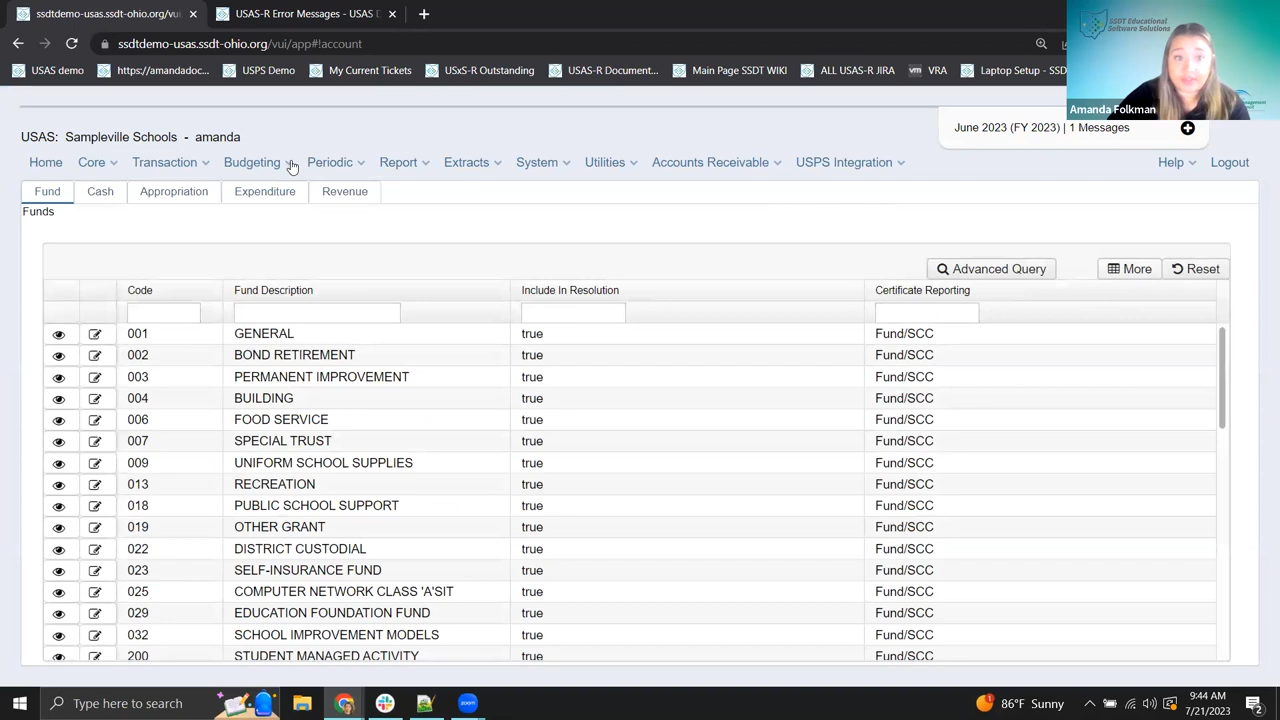 ssdtdemo-usas.ssdt-ohio.org/vui
USAS-R Error Messages - USAS D
SSDT Educational
Software Solutions
ssdtdemo-usas.ssdt-ohio.org/vui/app#!account
USAS demo
https://amandadoc...
USPS Demo
My Current Tickets
USxS-R Outstanding
USAS-R Document...
Main Page SSDT WIKI
ALL USAS-R JIRA
vm VRA
Laptop Setup - SSD
Amanda Folkman
USAS: Sampleville Schools - amanda
June 2023 (FY 2023) | 1 Messages
Home Core Transaction Budgeting Periodic Report Extracts System Utilities Accounts Receivable USPS Integration Help Logout
Fund Cash Appropriation Expenditure Revenue
Funds
Advanced Query More Reset
Code Fund Description Include In Resolution Certificate Reporting
001 GENERAL true Fund/SCC
002 BOND RETIREMENT true Fund/SCC
003 PERMANENT IMPROVEMENT true Fund/SCC
004 BUILDING true Fund/SCC
006 FOOD SERVICE true Fund/SCC
007 SPECIAL TRUST true Fund/SCC
009 UNIFORM SCHOOL SUPPLIES true Fund/SCC
013 RECREATION true Fund/SCC
018 PUBLIC SCHOOL SUPPORT true Fund/SCC
019 OTHER GRANT true Fund/SCC
022 DISTRICT CUSTODIAL true Fund/SCC
023 SELF-INSURANCE FUND true Fund/SCC
025 COMPUTER NETWORK CLASS 'A'SIT true Fund/SCC
029 EDUCATION FOUNDATION FUND true Fund/SCC
032 SCHOOL IMPROVEMENT MODELS true Fund/SCC
200 STUDENT MANAGED ACTIVITY true Fund/SCC
Type here to search
86°F Sunny
9:44 AM
7/21/2023
2